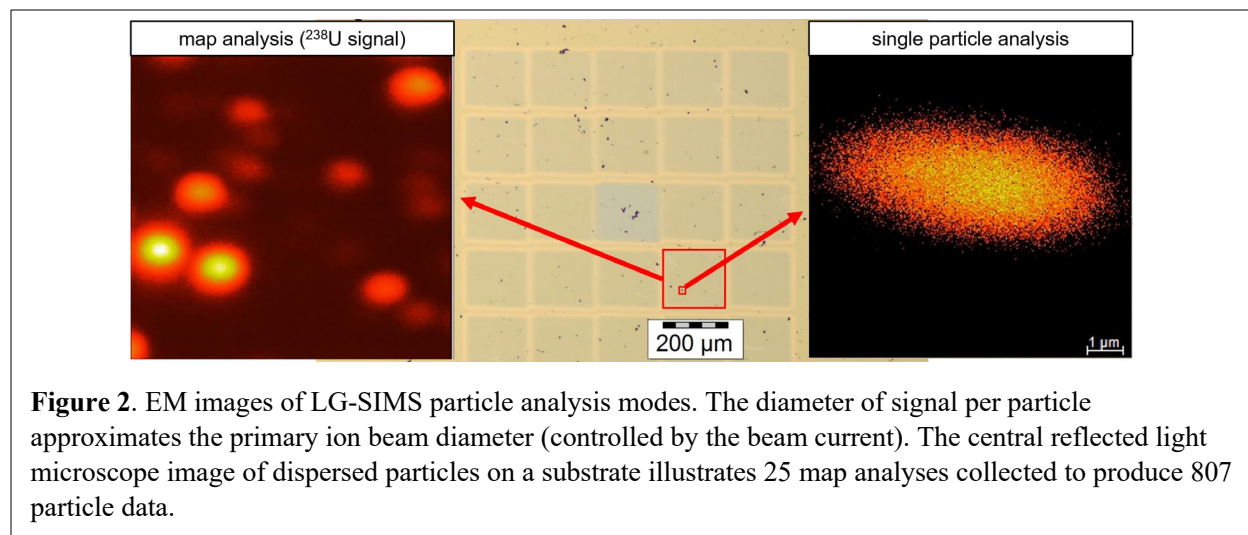 map analysis (²³⁸U signal)
single particle analysis
200 µm
1 µm
Figure 2. EM images of LG-SIMS particle analysis modes. The diameter of signal per particle
approximates the primary ion beam diameter (controlled by the beam current). The central reflected light
microscope image of dispersed particles on a substrate illustrates 25 map analyses collected to produce 807
particle data.